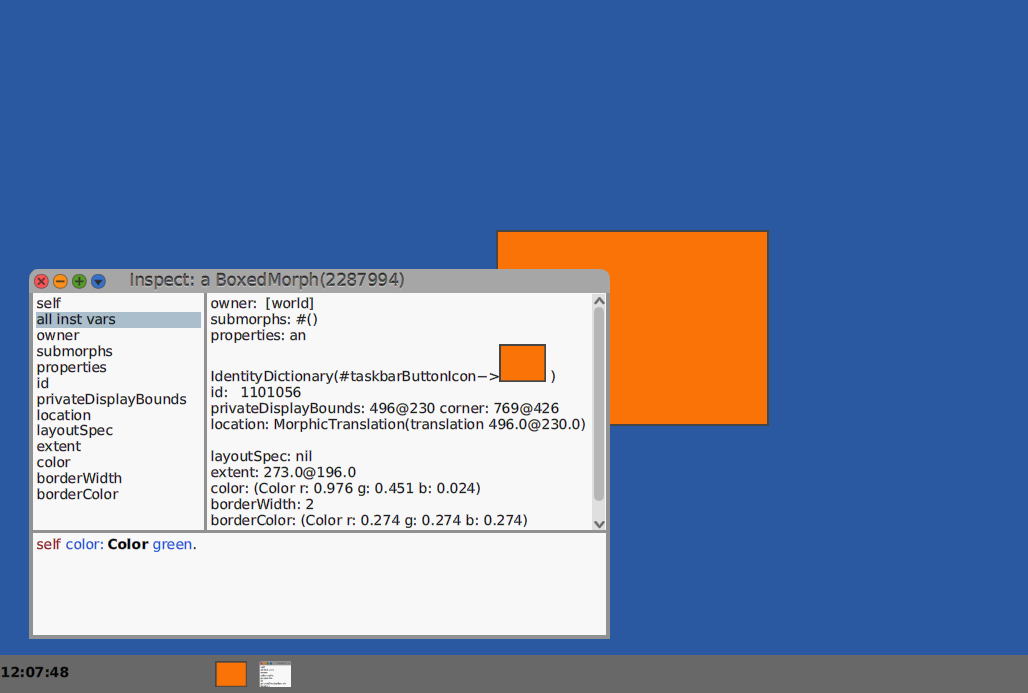 Inspect: a BoxedMorph(2287994)
self
all inst vars
owner
submorphs
properties
id
privateDisplayBounds
location
layoutSpec
extent
color
borderWidth
borderColor
owner:  [world]
submorphs: #()
properties: an
IdentityDictionary(#taskbarButtonIcon−> )
id:   1101056
privateDisplayBounds: 496@230 corner: 769@426
location: MorphicTranslation(translation 496.0@230.0)
layoutSpec: nil
extent: 273.0@196.0
color: (Color r: 0.976 g: 0.451 b: 0.024)
borderWidth: 2
borderColor: (Color r: 0.274 g: 0.274 b: 0.274)
self color: Color green.
12:07:48